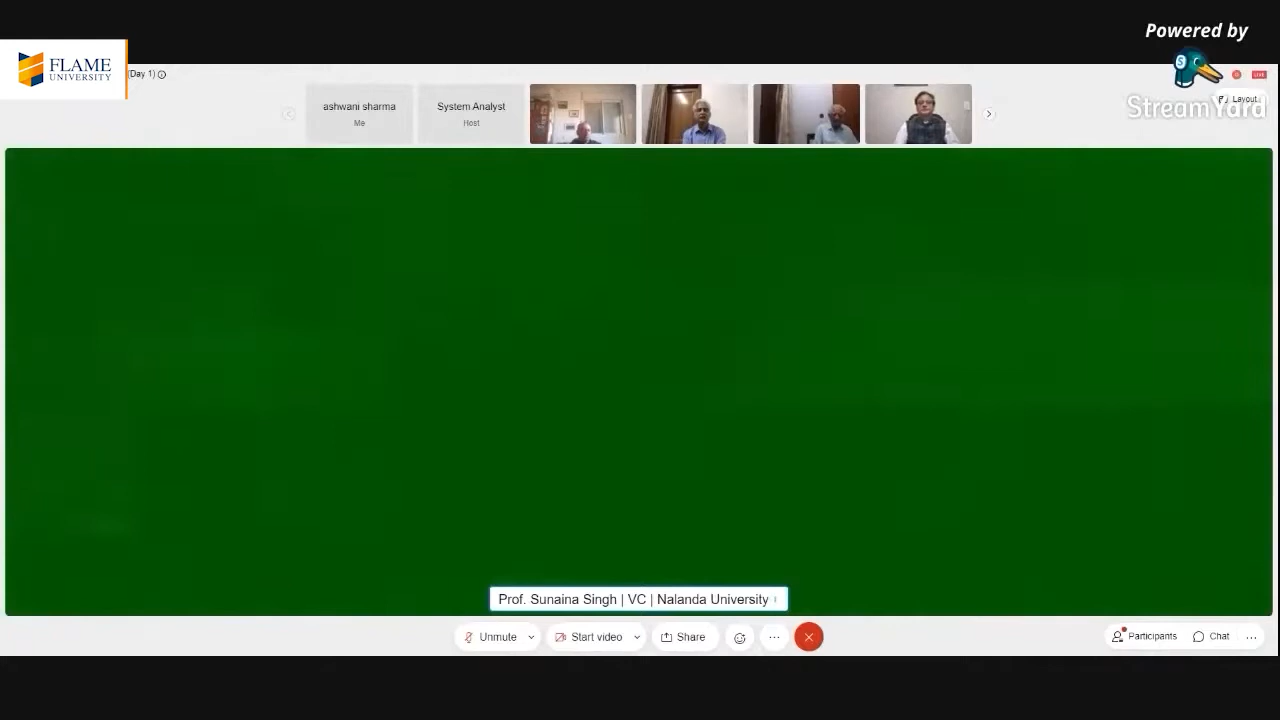 Powered by
FLAME
UNIVERSITY
(Day 1)
LIVE
Layout
StreamYard
ashwani sharma
Me
System Analyst
Host
Prof. Sunaina Singh | VC | Nalanda University
Unmute
Start video
Share
Participants
Chat